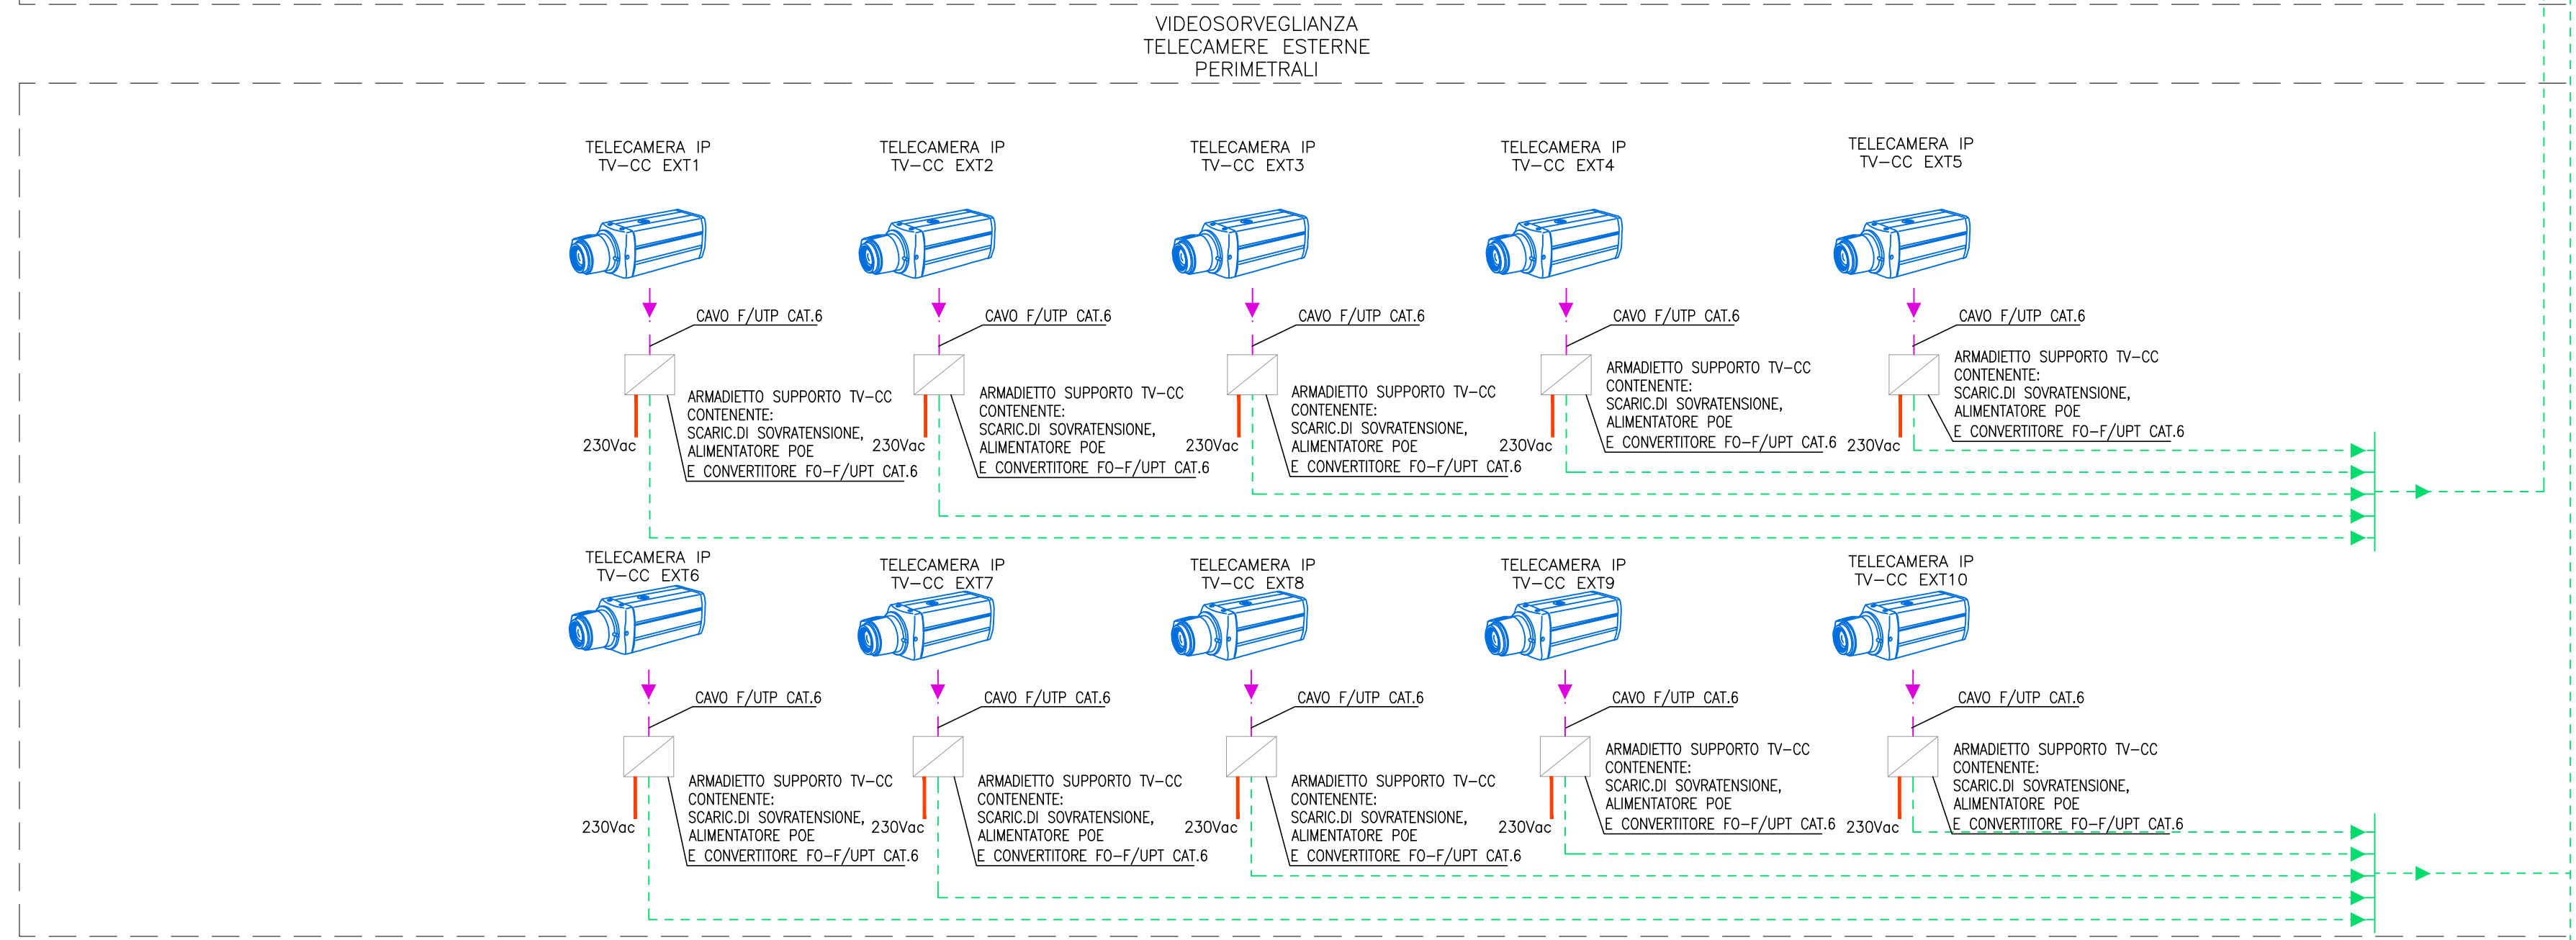 VIDEOSORVEGLIANZA
TELECAMERE ESTERNE
PERIMETRALI
TELECAMERA IP
TV-CC EXT1
TELECAMERA IP
TV-CC EXT2
TELECAMERA IP
TV-CC EXT3
TELECAMERA IP
TV-CC EXT4
TELECAMERA IP
TV-CC EXT5
CAVO F/UTP CAT.6
CAVO F/UTP CAT.6
CAVO F/UTP CAT.6
CAVO F/UTP CAT.6
CAVO F/UTP CAT.6
230Vac
ARMADIETTO SUPPORTO TV-CC
CONTENENTE:
SCARIC.DI SOVRATENSIONE,
ALIMENTATORE POE
E CONVERTITORE FO-F/UPT CAT.6
230Vac
ARMADIETTO SUPPORTO TV-CC
CONTENENTE:
SCARIC.DI SOVRATENSIONE,
ALIMENTATORE POE
E CONVERTITORE FO-F/UPT CAT.6
230Vac
ARMADIETTO SUPPORTO TV-CC
CONTENENTE:
SCARIC.DI SOVRATENSIONE,
ALIMENTATORE POE
E CONVERTITORE FO-F/UPT CAT.6
230Vac
ARMADIETTO SUPPORTO TV-CC
CONTENENTE:
SCARIC.DI SOVRATENSIONE,
ALIMENTATORE POE
E CONVERTITORE FO-F/UPT CAT.6
230Vac
ARMADIETTO SUPPORTO TV-CC
CONTENENTE:
SCARIC.DI SOVRATENSIONE,
ALIMENTATORE POE
E CONVERTITORE FO-F/UPT CAT.6
TELECAMERA IP
TV-CC EXT6
TELECAMERA IP
TV-CC EXT7
TELECAMERA IP
TV-CC EXT8
TELECAMERA IP
TV-CC EXT9
TELECAMERA IP
TV-CC EXT10
CAVO F/UTP CAT.6
CAVO F/UTP CAT.6
CAVO F/UTP CAT.6
CAVO F/UTP CAT.6
CAVO F/UTP CAT.6
230Vac
ARMADIETTO SUPPORTO TV-CC
CONTENENTE:
SCARIC.DI SOVRATENSIONE,
ALIMENTATORE POE
E CONVERTITORE FO-F/UPT CAT.6
230Vac
ARMADIETTO SUPPORTO TV-CC
CONTENENTE:
SCARIC.DI SOVRATENSIONE,
ALIMENTATORE POE
E CONVERTITORE FO-F/UPT CAT.6
230Vac
ARMADIETTO SUPPORTO TV-CC
CONTENENTE:
SCARIC.DI SOVRATENSIONE,
ALIMENTATORE POE
E CONVERTITORE FO-F/UPT CAT.6
230Vac
ARMADIETTO SUPPORTO TV-CC
CONTENENTE:
SCARIC.DI SOVRATENSIONE,
ALIMENTATORE POE
E CONVERTITORE FO-F/UPT CAT.6
230Vac
ARMADIETTO SUPPORTO TV-CC
CONTENENTE:
SCARIC.DI SOVRATENSIONE,
ALIMENTATORE POE
E CONVERTITORE FO-F/UPT CAT.6